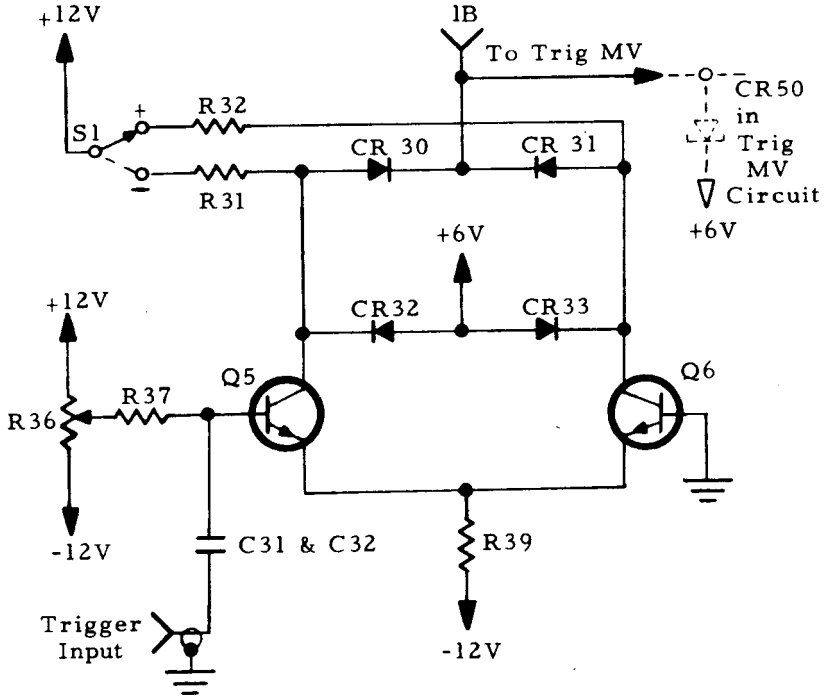 +12V
1B
To Trig MV
CR50
in
Trig
MV
Circuit
+6V
S1
+
R32
−
R31
CR 30
CR 31
+6V
CR32
CR33
+12V
Q5
Q6
R36
R37
-12V
C31 & C32
R39
Trigger
Input
-12V